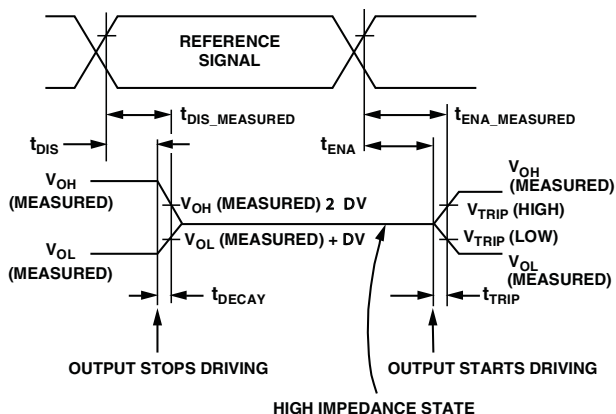 REFERENCE
SIGNAL
tDIS_MEASURED
tENA_MEASURED
tDIS
tENA
VOH
(MEASURED)
VOH (MEASURED) 2 DV
VOH
(MEASURED)
VTRIP (HIGH)
VOL
(MEASURED)
VOL (MEASURED) + DV
VTRIP (LOW)
VOL
(MEASURED)
tDECAY
tTRIP
OUTPUT STOPS DRIVING
OUTPUT STARTS DRIVING
HIGH IMPEDANCE STATE